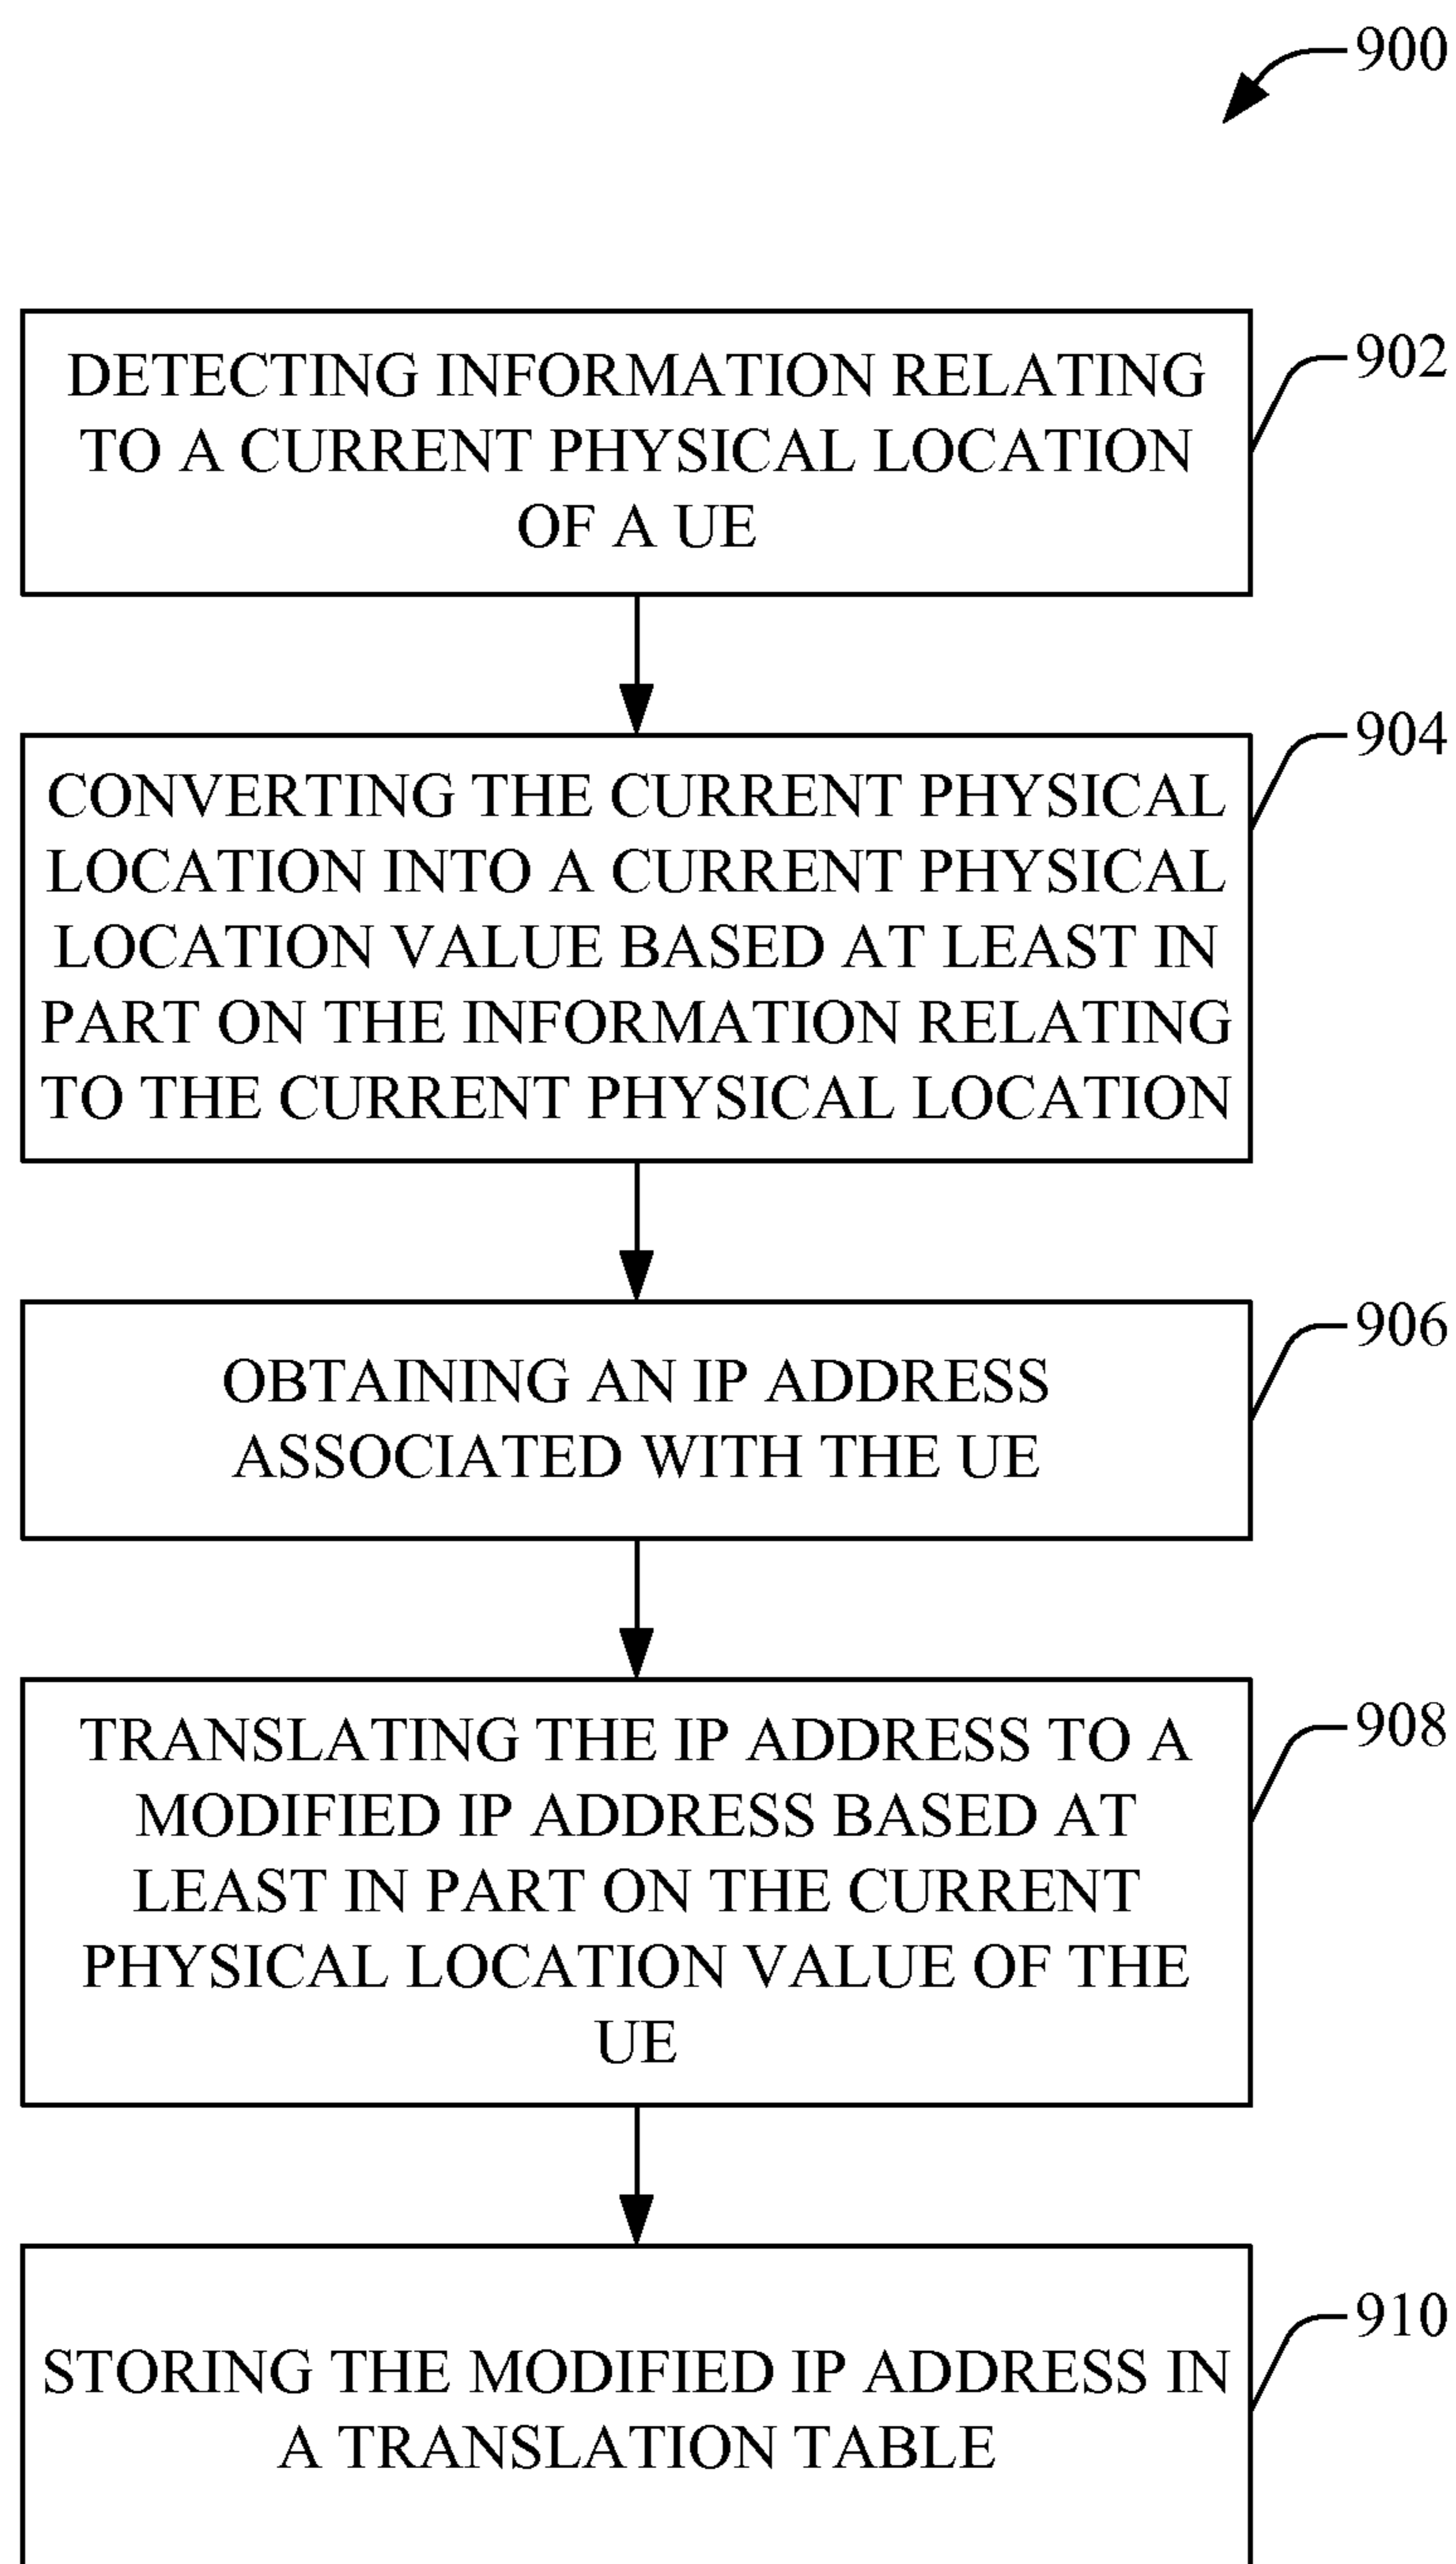 900
DETECTING INFORMATION RELATING
TO A CURRENT PHYSICAL LOCATION
OF A UE
902
CONVERTING THE CURRENT PHYSICAL
LOCATION INTO A CURRENT PHYSICAL
LOCATION VALUE BASED AT LEAST IN
PART ON THE INFORMATION RELATING
TO THE CURRENT PHYSICAL LOCATION
904
OBTAINING AN IP ADDRESS
ASSOCIATED WITH THE UE
906
TRANSLATING THE IP ADDRESS TO A
MODIFIED IP ADDRESS BASED AT
LEAST IN PART ON THE CURRENT
PHYSICAL LOCATION VALUE OF THE
UE
908
STORING THE MODIFIED IP ADDRESS IN
A TRANSLATION TABLE
910